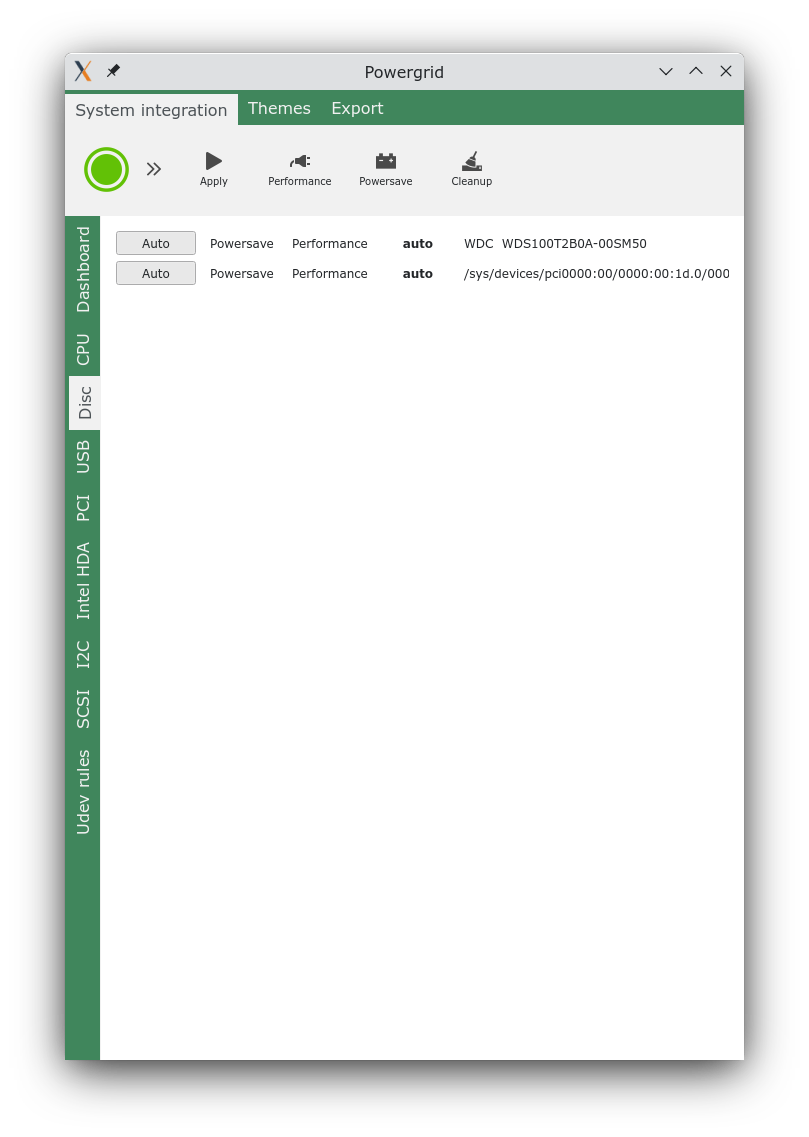 Powergrid
System integration Themes Export
Apply Performance Powersave Cleanup
Dashboard
CPU
Disc
USB
PCI
Intel HDA
I2C
SCSI
Udev rules
Auto Powersave Performance auto WDC WDS100T2B0A-00SM50
Auto Powersave Performance auto /sys/devices/pci0000:00/0000:00:1d.0/000